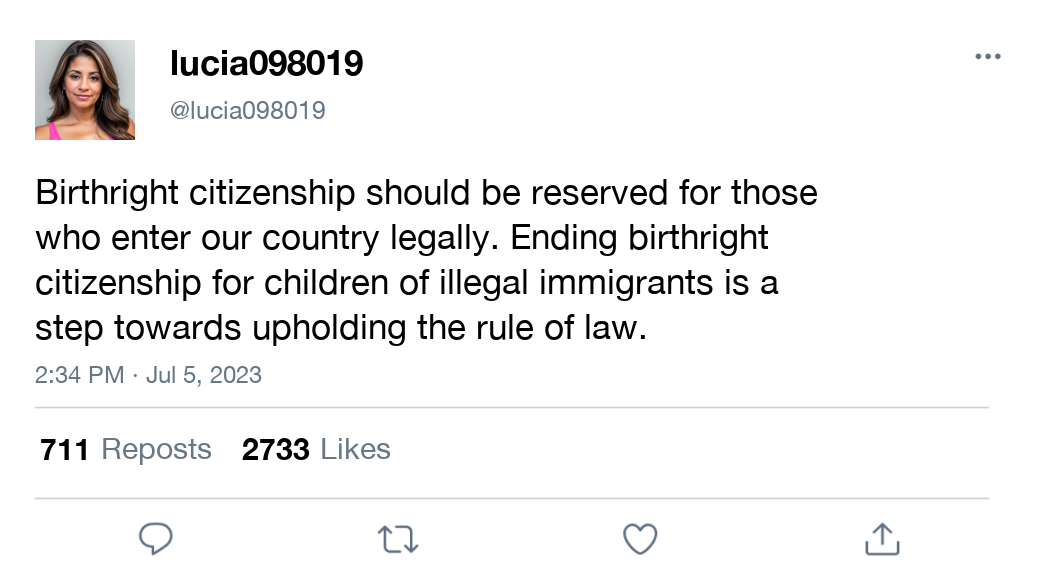 lucia098019
@lucia098019
Birthright citizenship should be reserved for those
who enter our country legally. Ending birthright
citizenship for children of illegal immigrants is a
step towards upholding the rule of law.
2:34 PM · Jul 5, 2023
711 Reposts 2733 Likes